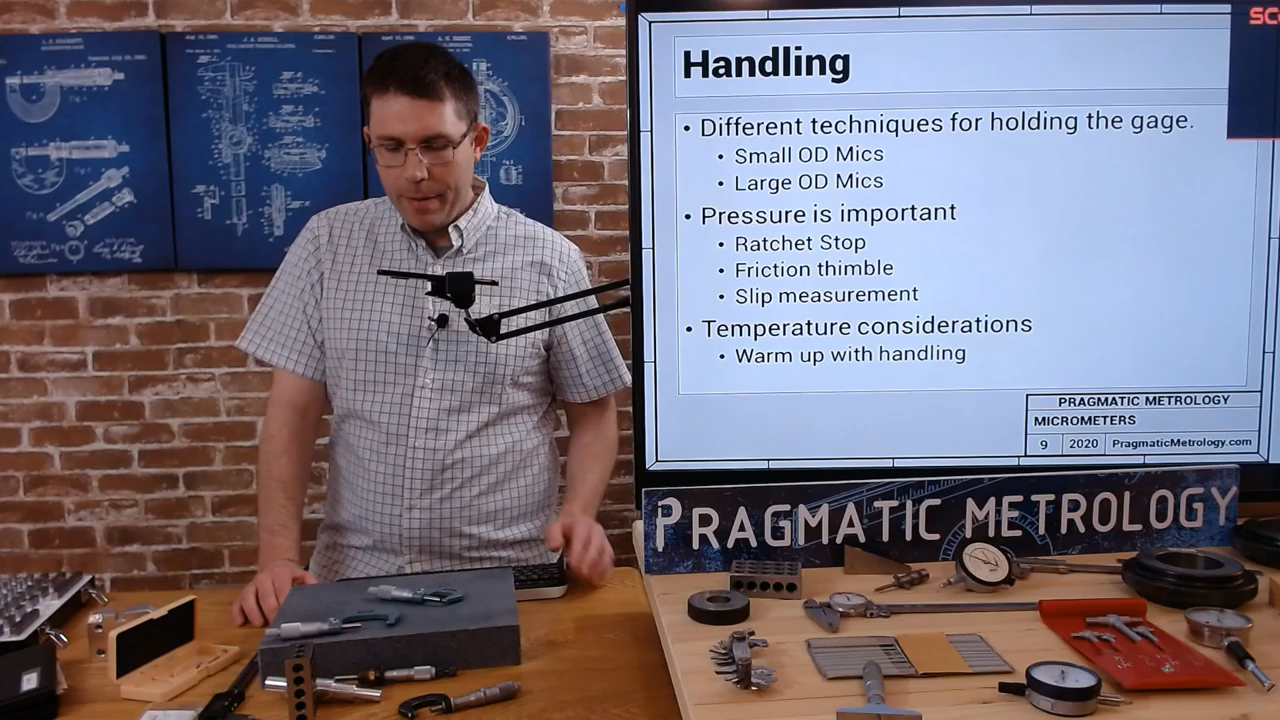 SC
Handling
• Different techniques for holding the gage.
• Small OD Mics
• Large OD Mics
• Pressure is important
• Ratchet Stop
• Friction thimble
• Slip measurement
• Temperature considerations
• Warm up with handling
PRAGMATIC METROLOGY
MICROMETERS
9 2020 PragmaticMetrology.com
PRAGMATIC METROLOGY